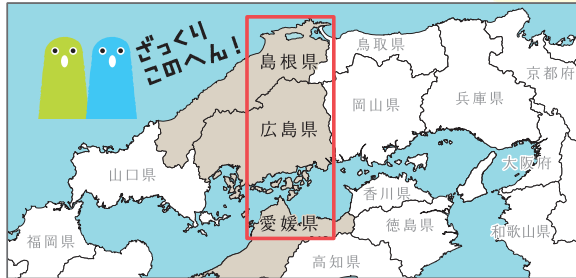 ざっくり
このへん！
島根県
鳥取県
京都府
広島県
岡山県
兵庫県
山口県
大阪府
香川県
愛媛県
徳島県
和歌山県
福岡県
高知県